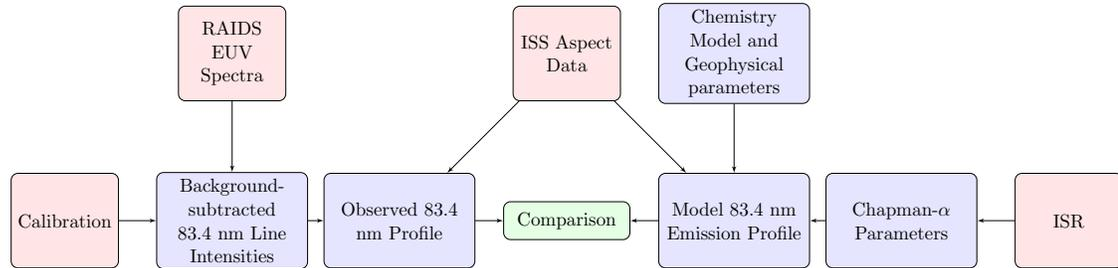 RAIDS
EUV
Spectra
ISS Aspect
Data
Chemistry
Model and
Geophysical
parameters
Calibration
Background-
subtracted
83.4 nm Line
Intensities
Observed 83.4
nm Profile
Comparison
Model 83.4 nm
Emission Profile
Chapman-α
Parameters
ISR